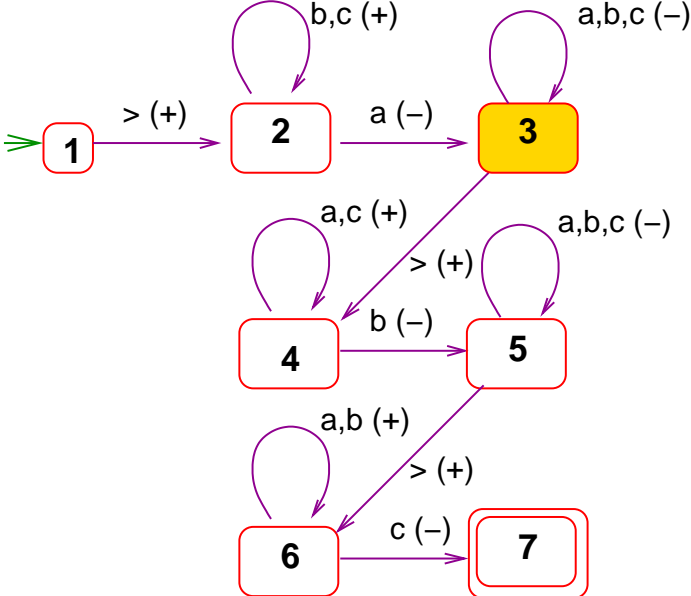 b,c (+)
a,b,c (–)
> (+)
a (–)
1
2
3
a,c (+)
a,b,c (–)
> (+)
b (–)
4
5
a,b (+)
> (+)
c (–)
6
7